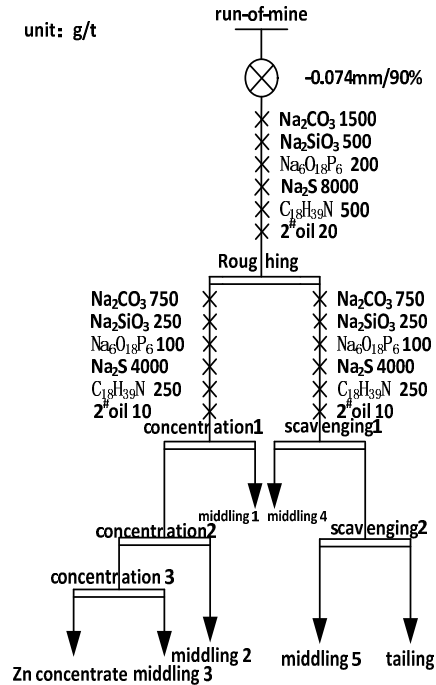 run-of-mine
unit: g/t
-0.074mm/90%
Na₂CO₃ 1500
Na₂SiO₃ 500
Na₆O₁₈P₆ 200
Na₂S 8000
C₁₈H₃₉N 500
2#oil 20
Roughing
Na₂CO₃ 750
Na₂SiO₃ 250
Na₆O₁₈P₆ 100
Na₂S 4000
C₁₈H₃₉N 250
2#oil 10
Na₂CO₃ 750
Na₂SiO₃ 250
Na₆O₁₈P₆ 100
Na₂S 4000
C₁₈H₃₉N 250
2#oil 10
concentration1
scavenging1
middling 1
middling 4
concentration2
scavenging2
concentration 3
Zn concentrate
middling 3
middling 2
middling 5
tailing